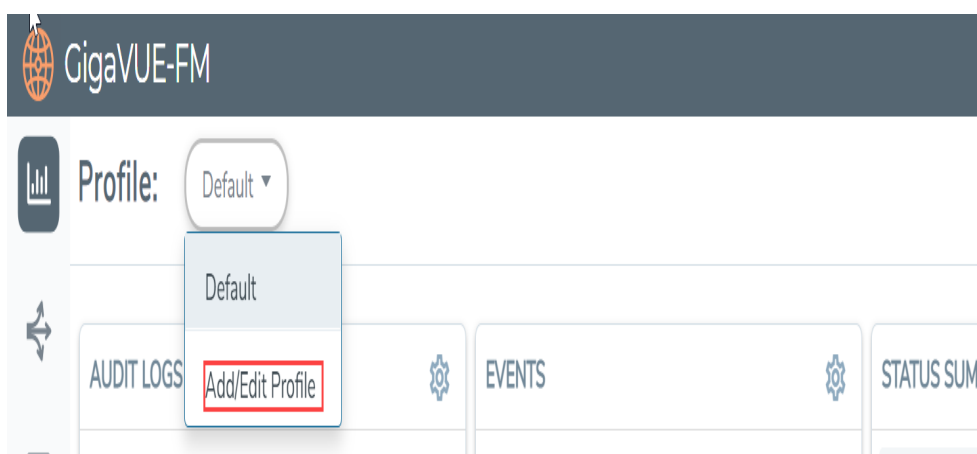 GigaVUE-FM
Profile:
Default
Default
Add/Edit Profile
AUDIT LOGS
EVENTS
STATUS SUM